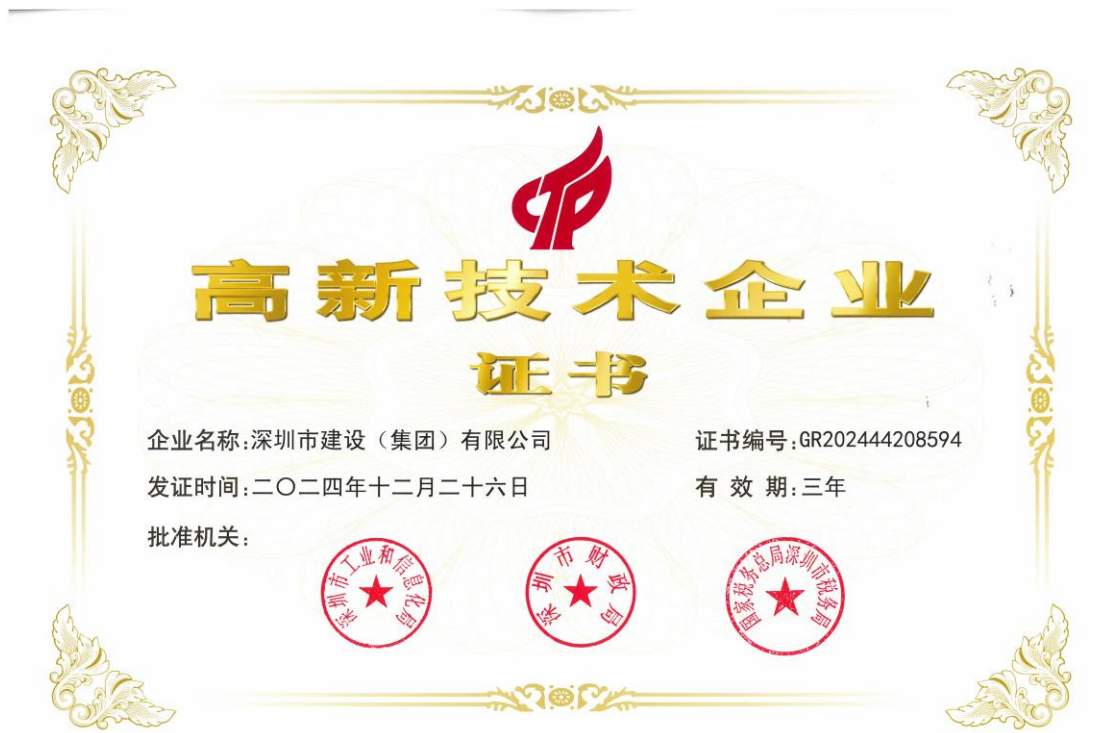 CTP
高新技术企业
证书
企业名称:深圳市建设（集团）有限公司
证书编号:GR202444208594
发证时间:二〇二四年十二月二十六日
有 效 期:三年
批准机关:
深圳市工业和信息化局
深圳市财政局
国家税务总局深圳市税务局